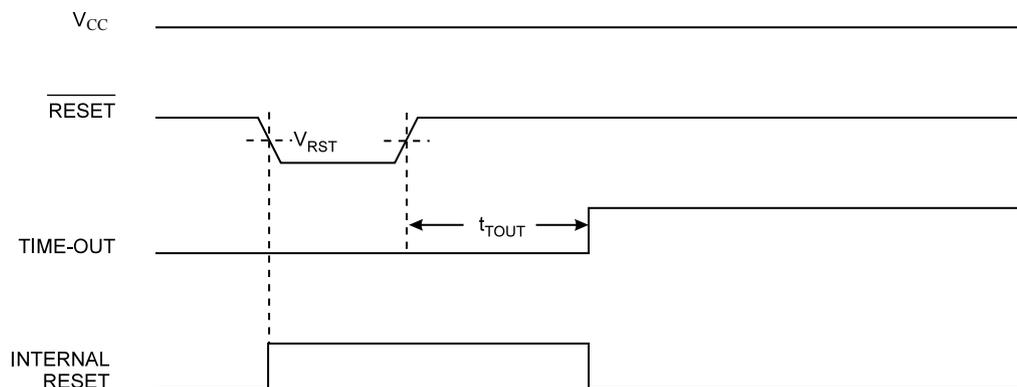 VCC
RESET
VRST
tTOUT
TIME-OUT
INTERNAL
RESET